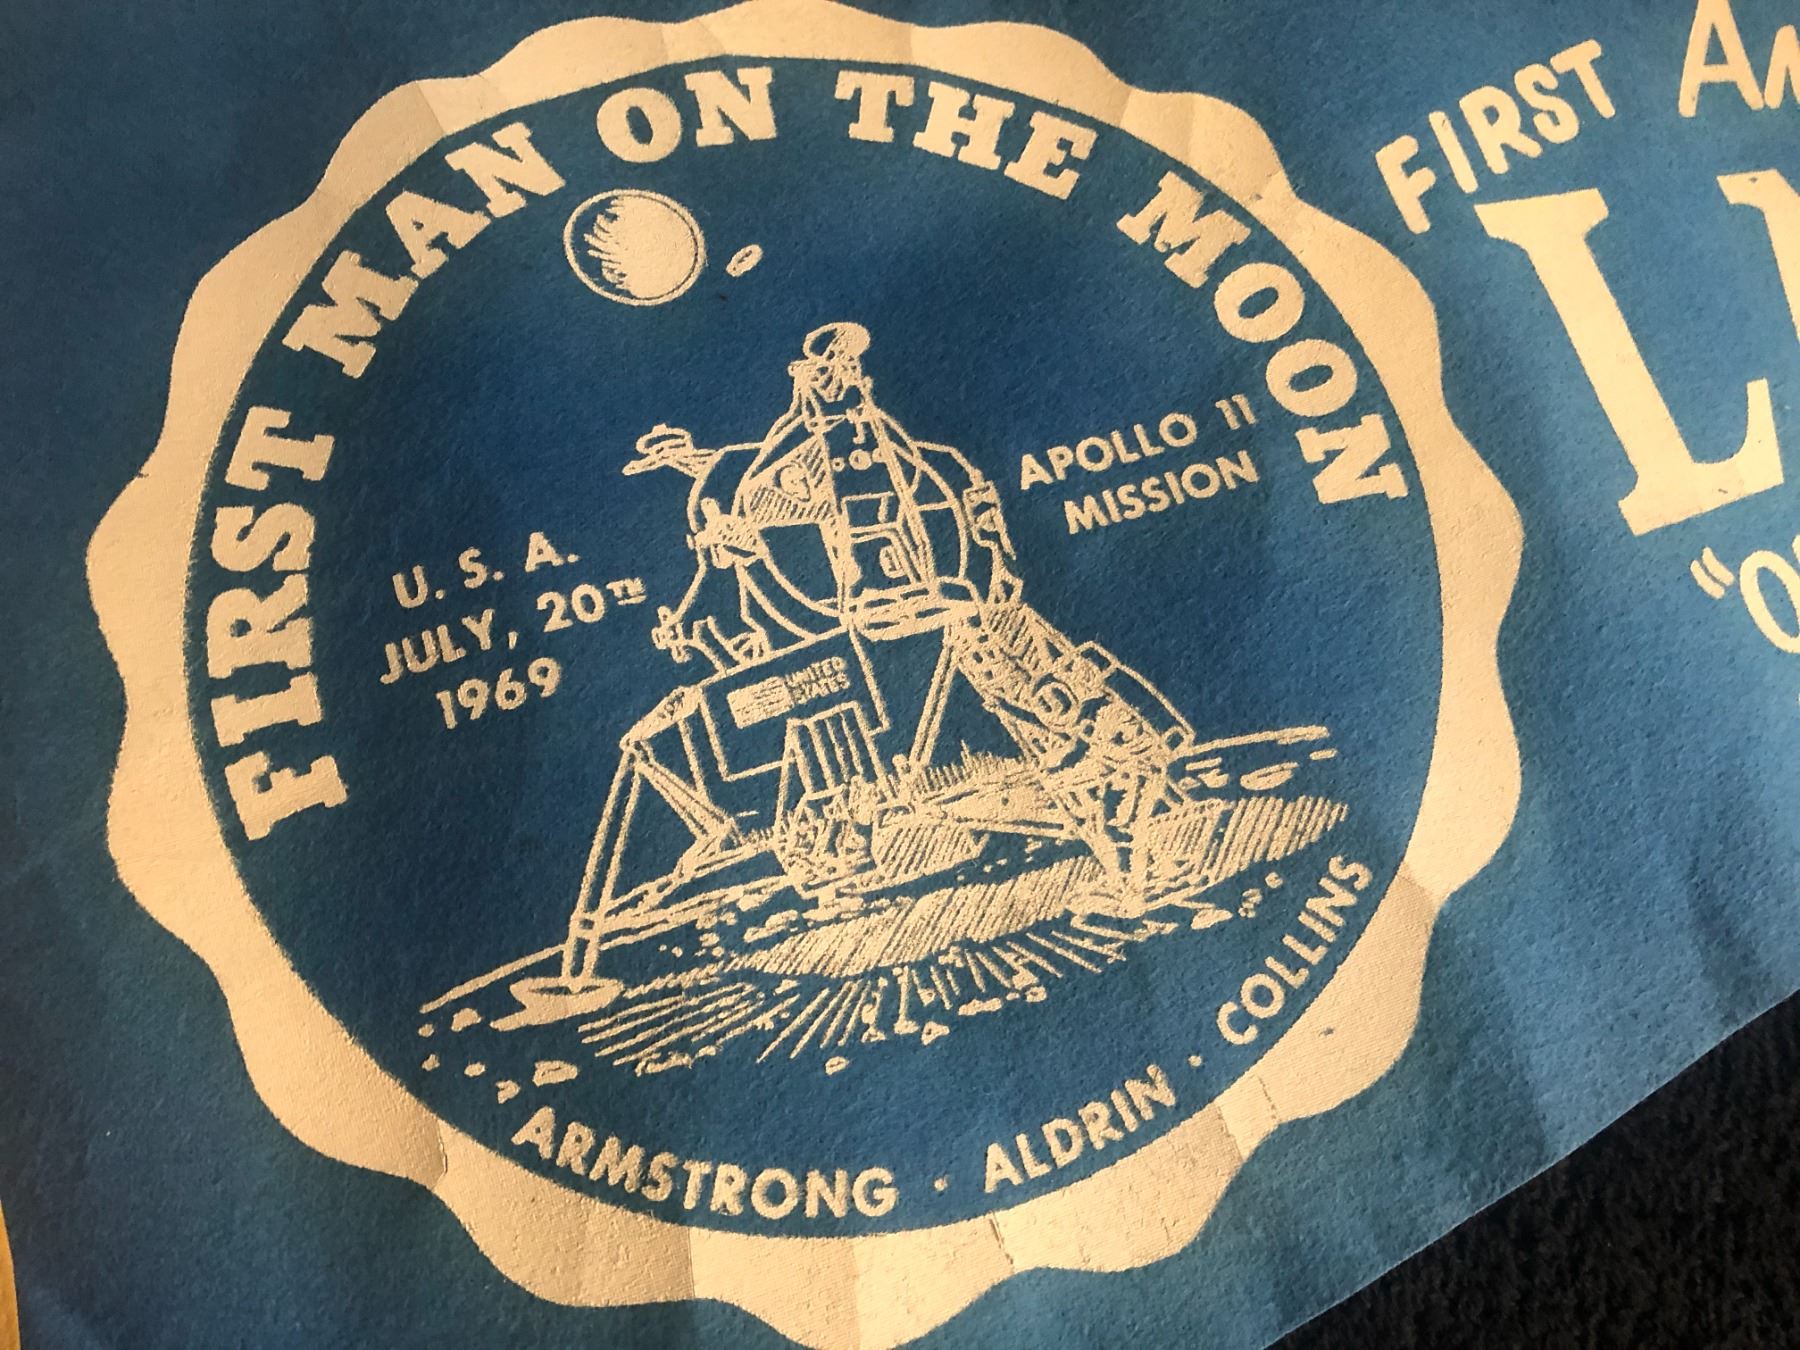 FIRST MAN ON THE MOON
U. S. A.
JULY, 20TH
1969
APOLLO 11
MISSION
UNITED
STATES
ARMSTRONG · ALDRIN · COLLINS
FIRST